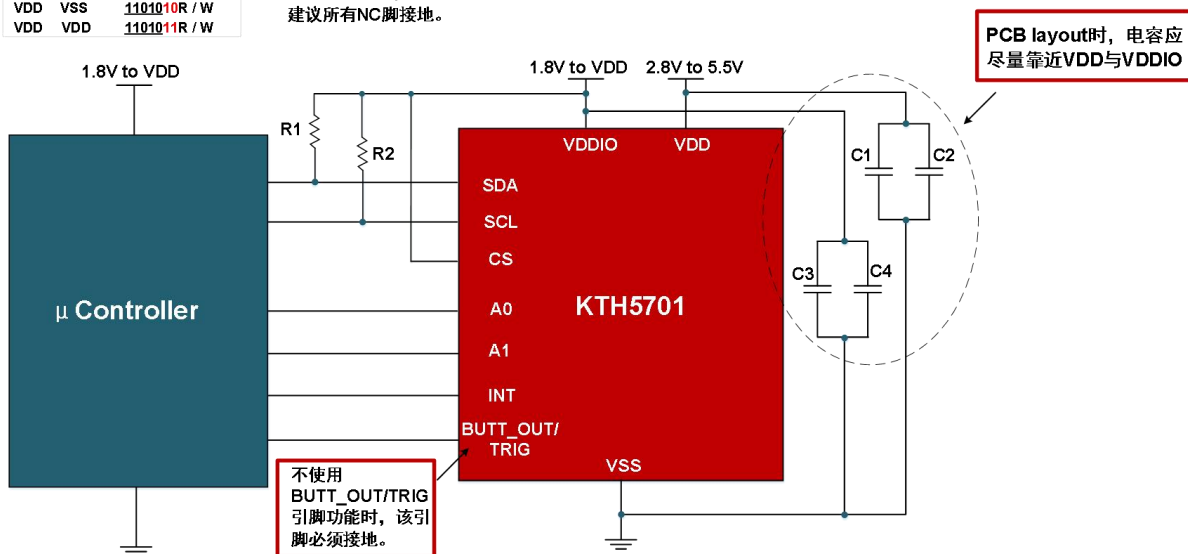 VDD VSS 1101010R / W
VDD VDD 1101011R / W
建议所有NC脚接地。
PCB layout时，电容应
尽量靠近VDD与VDDIO
1.8V to VDD
1.8V to VDD
2.8V to 5.5V
R1
R2
VDDIO
VDD
C1
C2
SDA
SCL
CS
C3
C4
μ Controller
KTH5701
A0
A1
INT
BUTT_OUT/
TRIG
VSS
不使用
BUTT_OUT/TRIG
引脚功能时，该引
脚必须接地。